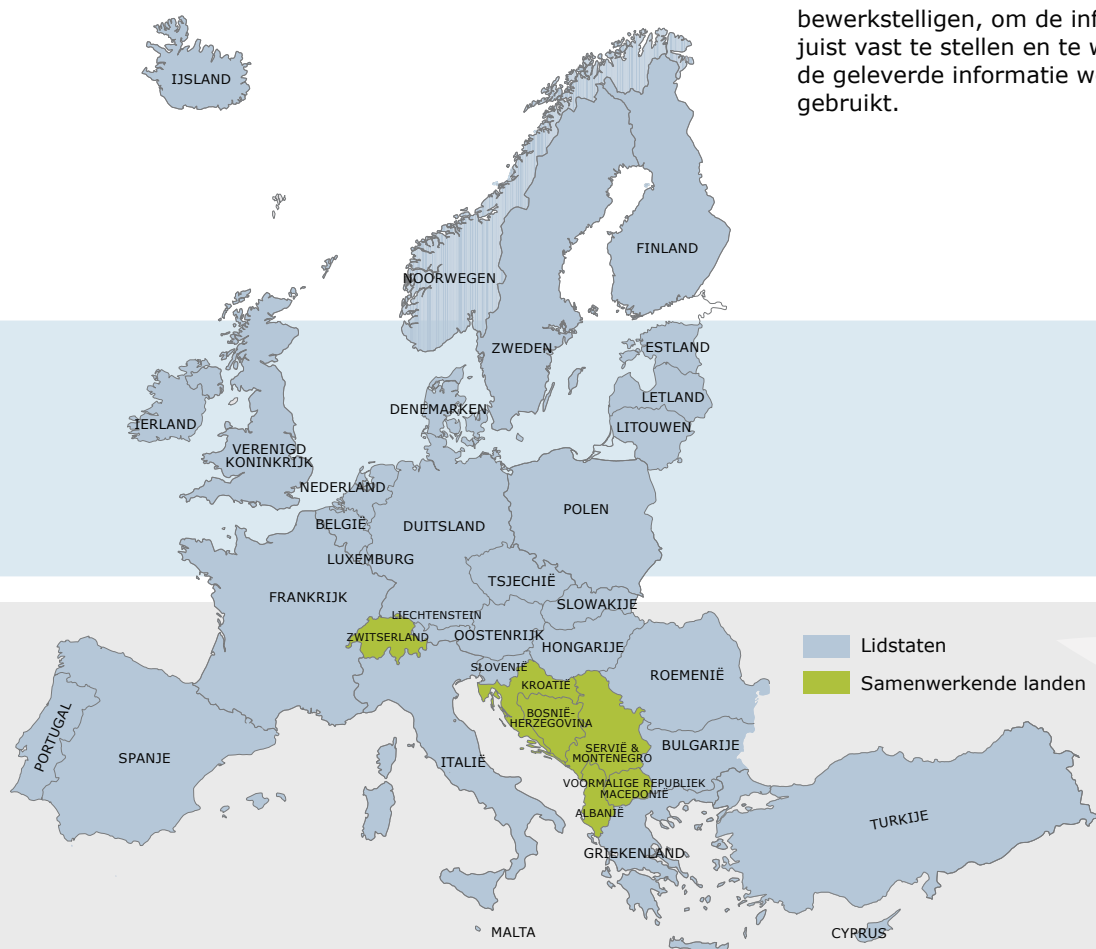 bewerkstelligen, om de inf
juist vast te stellen en te w
de geleverde informatie we
gebruikt.
IJSLAND
FINLAND
NOORWEGEN
ZWEDEN
ESTLAND
LETLAND
LITOUWEN
DENEMARKEN
IERLAND
VERENIGD
KONINKRIJK
NEDERLAND
BELGIË
DUITSLAND
POLEN
LUXEMBURG
TSJECHIË
FRANKRIJK
SLOWAKIJE
LIECHTENSTEIN
ZWITSERLAND
OOSTENRIJK
HONGARIJE
SLOVENIË
ROEMENIË
KROATIË
BOSNIË-
HERZEGOVINA
SERVIË &
MONTENEGRO
BULGARIJE
PORTUGAL
SPANJE
ITALIË
VOORMALIGE REPUBLIEK
MACEDONIË
ALBANIË
TURKIJE
GRIEKENLAND
MALTA
CYPRUS
Lidstaten
Samenwerkende landen